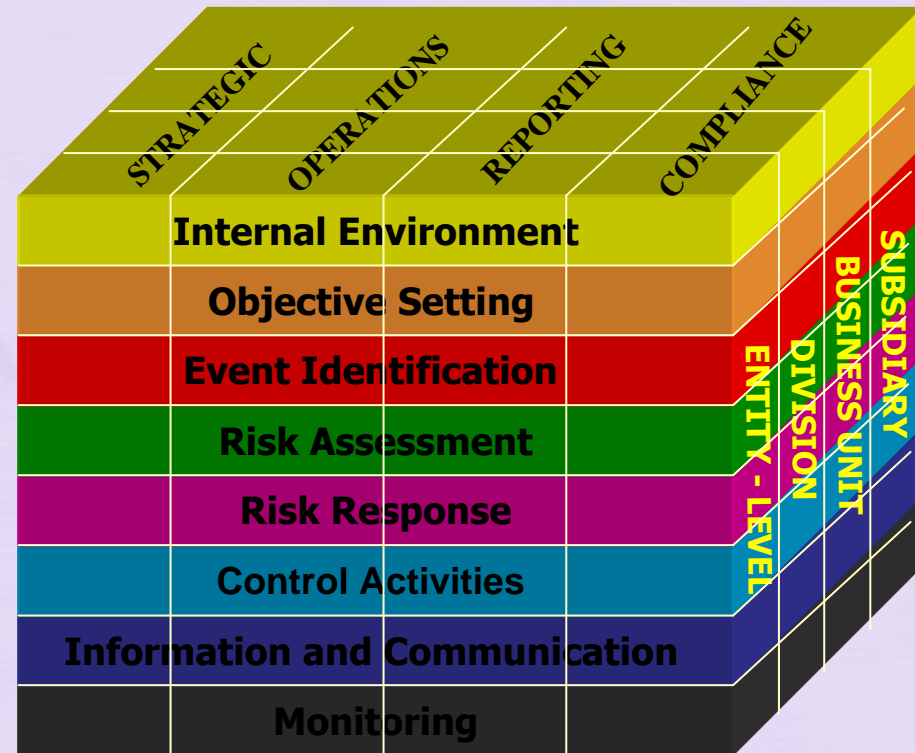 STRATEGIC
OPERATIONS
REPORTING
COMPLIANCE
Internal Environment
Objective Setting
Event Identification
Risk Assessment
Risk Response
Control Activities
Information and Communication
Monitoring
ENTITY - LEVEL
DIVISION
BUSINESS UNIT
SUBSIDIARY